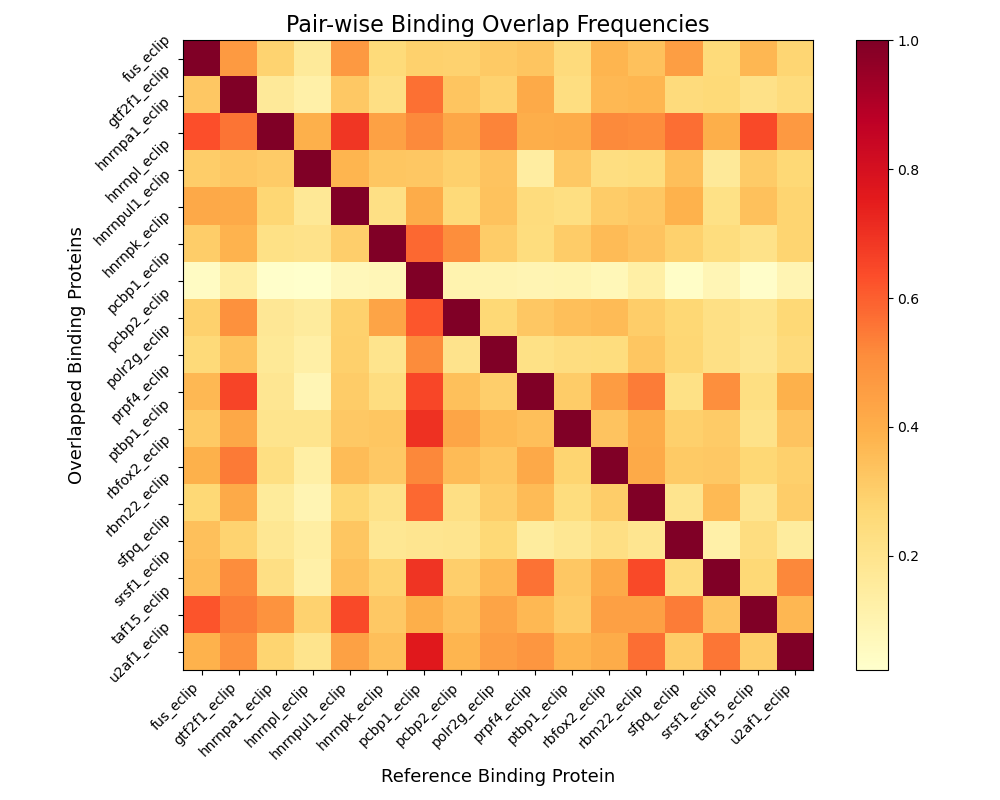 Pair-wise Binding Overlap Frequencies
Overlapped Binding Proteins
fus_eclip
gtf2f1_eclip
hnrnpa1_eclip
hnrnpl_eclip
hnrnpul1_eclip
hnrnpk_eclip
pcbp1_eclip
pcbp2_eclip
polr2g_eclip
prpf4_eclip
ptbp1_eclip
rbfox2_eclip
rbm22_eclip
sfpq_eclip
srsf1_eclip
taf15_eclip
u2af1_eclip
fus_eclip
gtf2f1_eclip
hnrnpa1_eclip
hnrnpl_eclip
hnrnpul1_eclip
hnrnpk_eclip
pcbp1_eclip
pcbp2_eclip
polr2g_eclip
prpf4_eclip
ptbp1_eclip
rbfox2_eclip
rbm22_eclip
sfpq_eclip
srsf1_eclip
taf15_eclip
u2af1_eclip
Reference Binding Protein
1.0
0.8
0.6
0.4
0.2